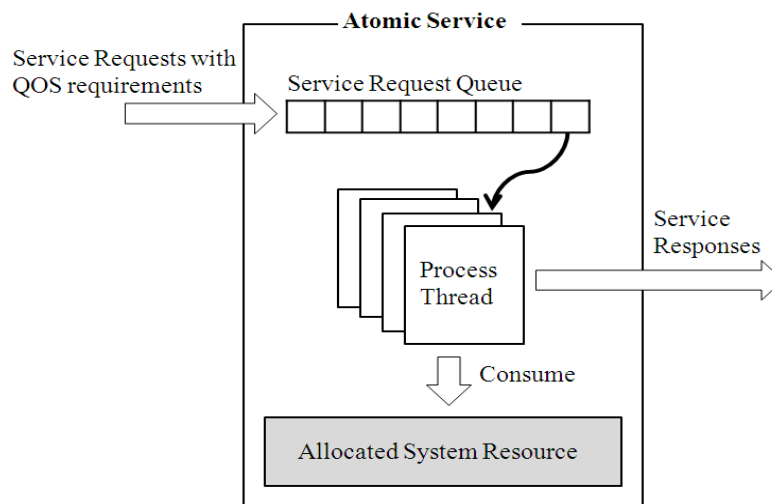 Atomic Service
Service Requests with
QOS requirements
Service Request Queue
Process
Thread
Service
Responses
Consume
Allocated System Resource